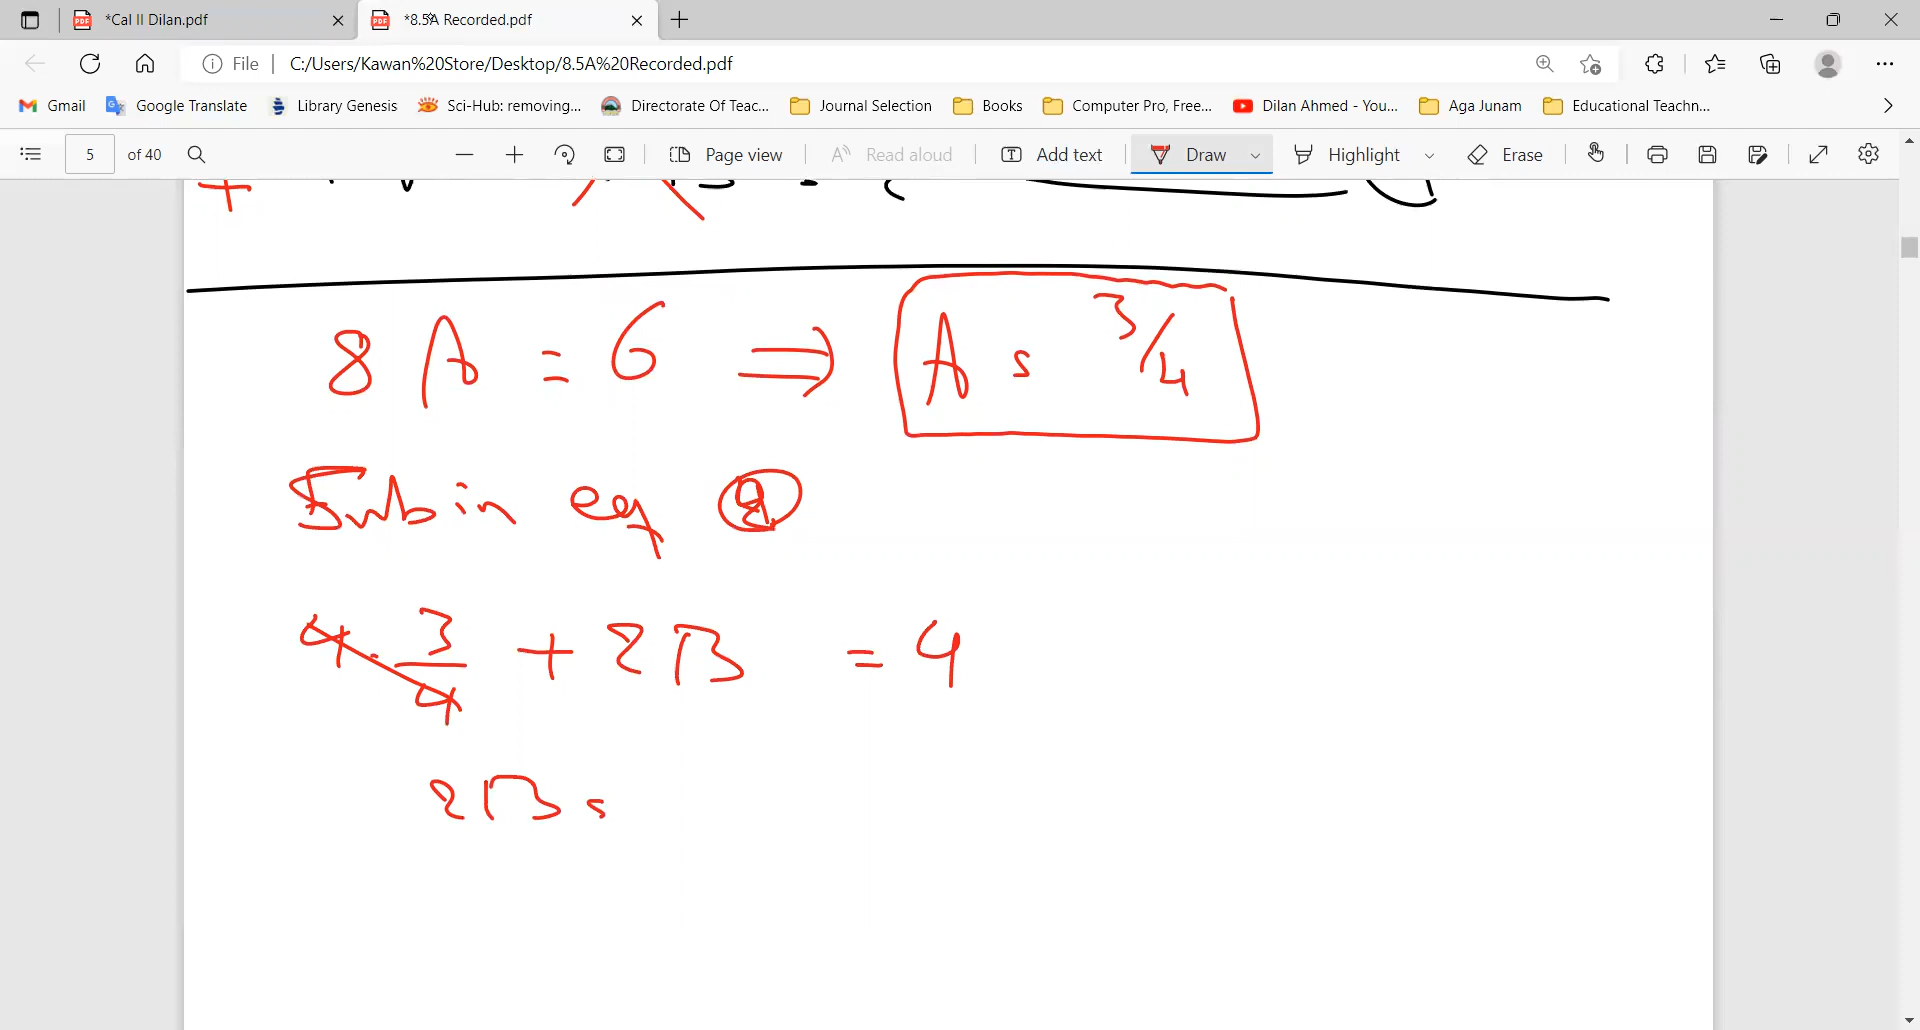 *Cal II Dilan.pdf
*8.5A Recorded.pdf
File
C:/Users/Kawan%20Store/Desktop/8.5A%20Recorded.pdf
Gmail
Google Translate
Library Genesis
Sci-Hub: removing...
Directorate Of Teac...
Journal Selection
Books
Computer Pro, Free...
Dilan Ahmed - You...
Aga Junam
Educational Teachn...
5
of 40
Page view
Read aloud
Add text
Draw
Highlight
Erase
8 A = 6 ⇒ A = 3/4
Sub in eq ②
4 · 3/4 + 2B = 4
2B =